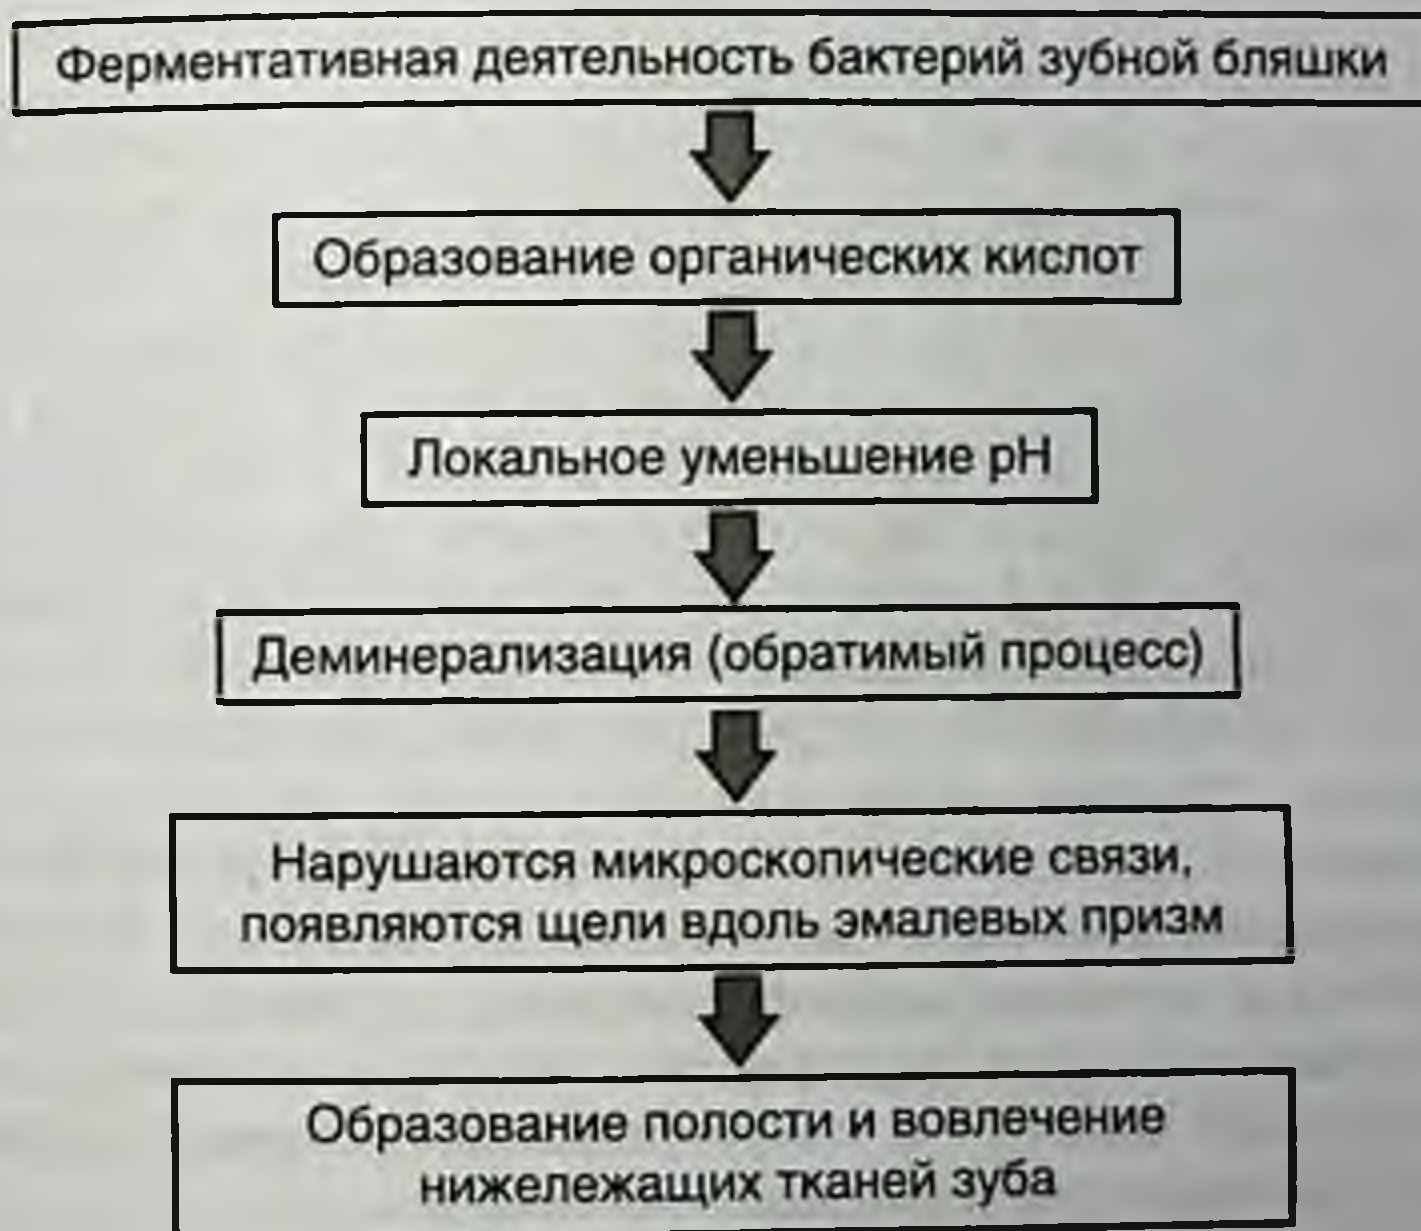 Ферментативная деятельность бактерий зубной бляшки
Образование органических кислот
Локальное уменьшение pH
Деминерализация (обратимый процесс)
Нарушаются микроскопические связи,
появляются щели вдоль эмалевых призм
Образование полости и вовлечение
нижележащих тканей зуба